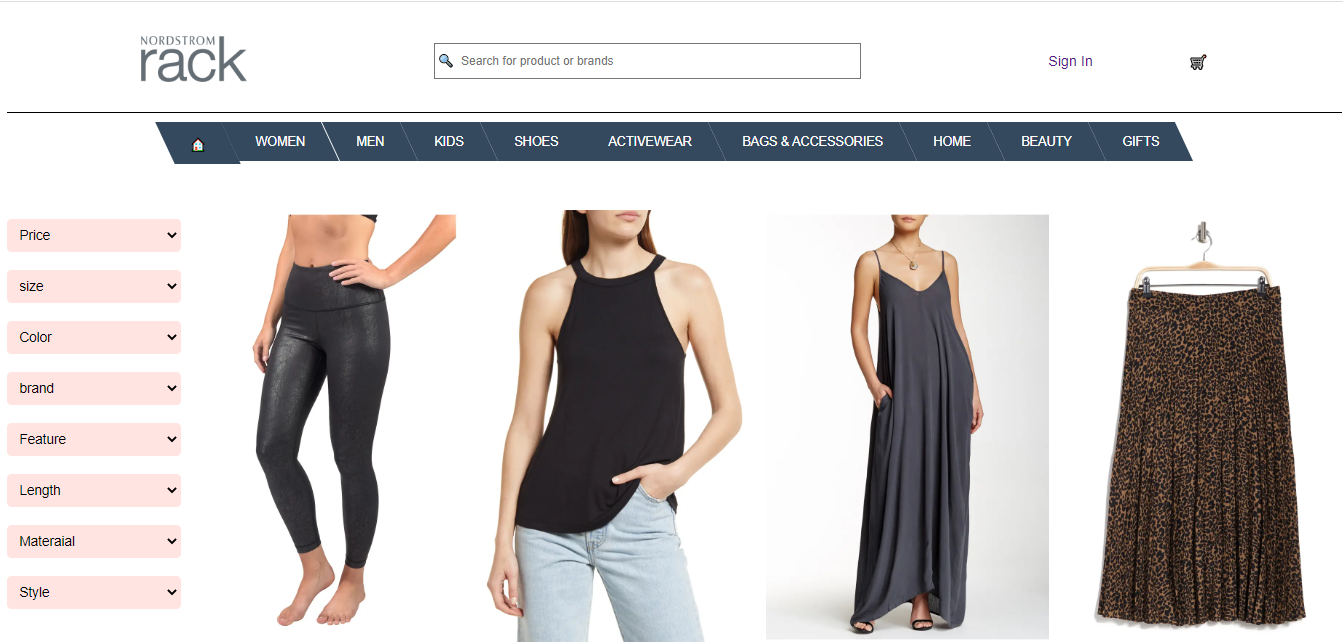 NORDSTROM
rack
Search for product or brands
Sign In
WOMEN MEN KIDS SHOES ACTIVEWEAR BAGS & ACCESSORIES HOME BEAUTY GIFTS
Price
size
Color
brand
Feature
Length
Materaial
Style